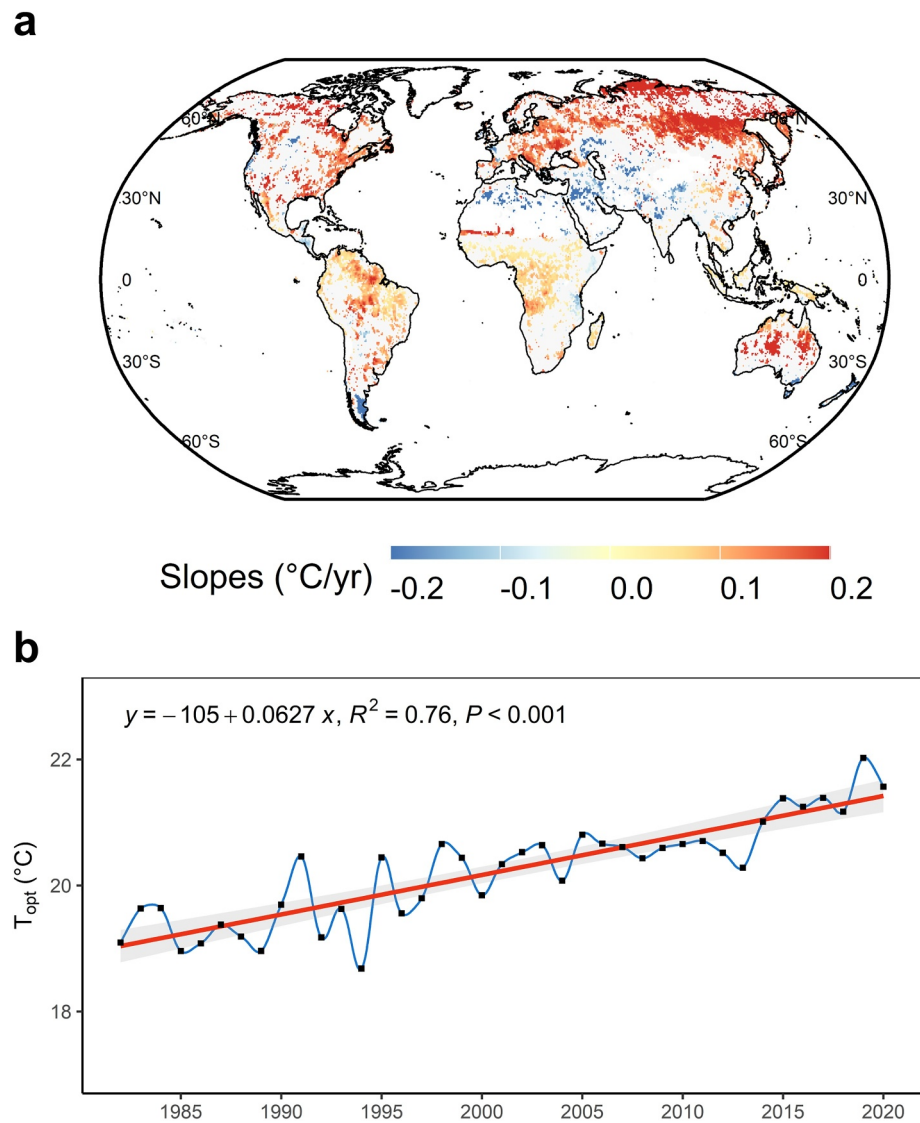 a
60°N 60°N
30°N 30°N
0 0
30°S 30°S
60°S 60°S
Slopes (°C/yr)
-0.2 -0.1 0.0 0.1 0.2
b
y = − 105 + 0.0627 x, R² = 0.76, P < 0.001
22
20
18
Topt (°C)
1985 1990 1995 2000 2005 2010 2015 2020